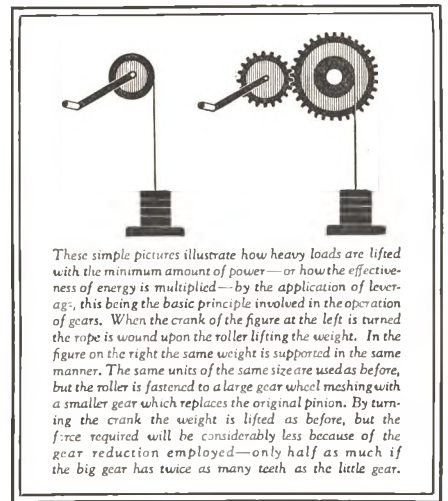 These simple pictures illustrate how heavy loads are lifted
with the minimum amount of power—or how the effective-
ness of energy is multiplied—by the application of lever-
age, this being the basic principle involved in the operation
of gears. When the crank of the figure at the left is turned
the rope is wound upon the roller lifting the weight. In the
figure on the right the same weight is supported in the same
manner. The same units of the same size are used as before,
but the roller is fastened to a large gear wheel meshing with
a smaller gear which replaces the original pinion. By turn-
ing the crank the weight is lifted as before, but the
force required will be considerably less because of the
gear reduction employed—only half as much if
the big gear has twice as many teeth as the little gear.